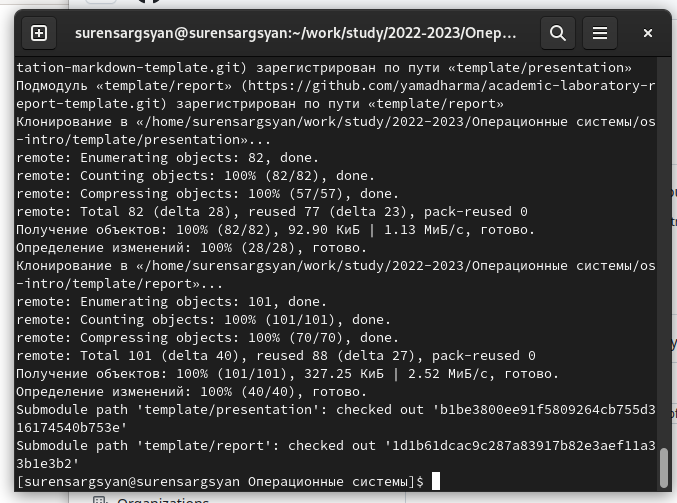 surensargsyan@surensargsyan:~/work/study/2022-2023/Опер...
tation-markdown-template.git) зарегистрирован по пути «template/presentation»
Подмодуль «template/report» (https://github.com/yamadharma/academic-laboratory-r
eport-template.git) зарегистрирован по пути «template/report»
Клонирование в «/home/surensargsyan/work/study/2022-2023/Операционные системы/os
-intro/template/presentation»...
remote: Enumerating objects: 82, done.
remote: Counting objects: 100% (82/82), done.
remote: Compressing objects: 100% (57/57), done.
remote: Total 82 (delta 28), reused 77 (delta 23), pack-reused 0
Получение объектов: 100% (82/82), 92.90 КиБ | 1.13 МиБ/с, готово.
Определение изменений: 100% (28/28), готово.
Клонирование в «/home/surensargsyan/work/study/2022-2023/Операционные системы/os
-intro/template/report»...
remote: Enumerating objects: 101, done.
remote: Counting objects: 100% (101/101), done.
remote: Compressing objects: 100% (70/70), done.
remote: Total 101 (delta 40), reused 88 (delta 27), pack-reused 0
Получение объектов: 100% (101/101), 327.25 КиБ | 2.52 МиБ/с, готово.
Определение изменений: 100% (40/40), готово.
Submodule path 'template/presentation': checked out 'b1be3800ee91f5809264cb755d3
16174540b753e'
Submodule path 'template/report': checked out '1d1b61dcac9c287a83917b82e3aef11a3
3b1e3b2'
[surensargsyan@surensargsyan Операционные системы]$
Organizations